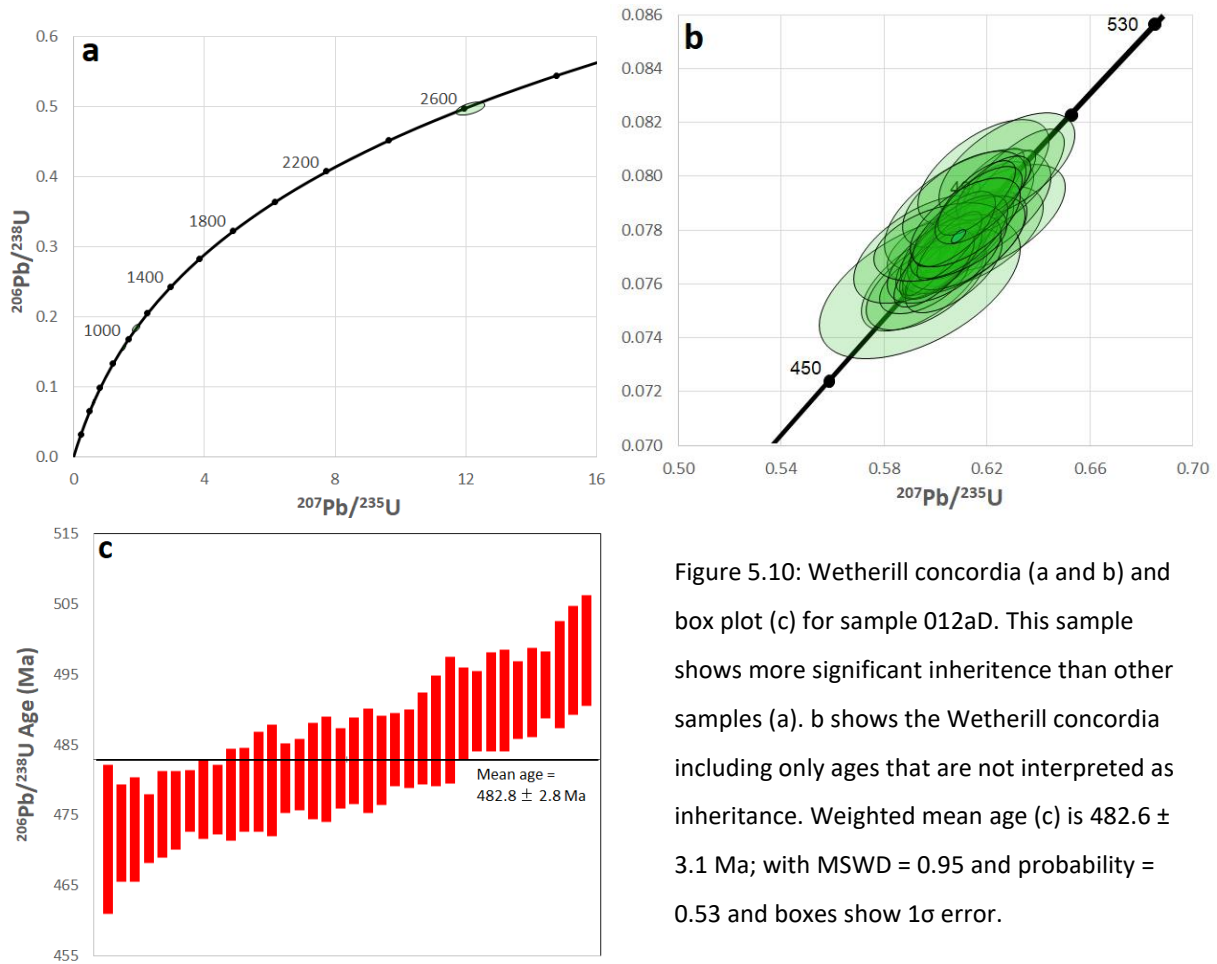 a
0.6
0.5
0.4
0.3
0.2
0.1
0.0
²⁰⁶Pb/²³⁸U
2600
2200
1800
1400
1000
0 4 8 12 16
²⁰⁷Pb/²³⁵U
b
0.086
0.084
0.082
0.080
0.078
0.076
0.074
0.072
0.070
530
450
0.50 0.54 0.58 0.62 0.66 0.70
²⁰⁷Pb/²³⁵U
c
515
505
495
485
475
465
455
²⁰⁶Pb/²³⁸U Age (Ma)
Mean age =
482.8 ± 2.8 Ma
Figure 5.10: Wetherill concordia (a and b) and
box plot (c) for sample 012aD. This sample
shows more significant inheritence than other
samples (a). b shows the Wetherill concordia
including only ages that are not interpreted as
inheritance. Weighted mean age (c) is 482.6 ±
3.1 Ma; with MSWD = 0.95 and probability =
0.53 and boxes show 1σ error.